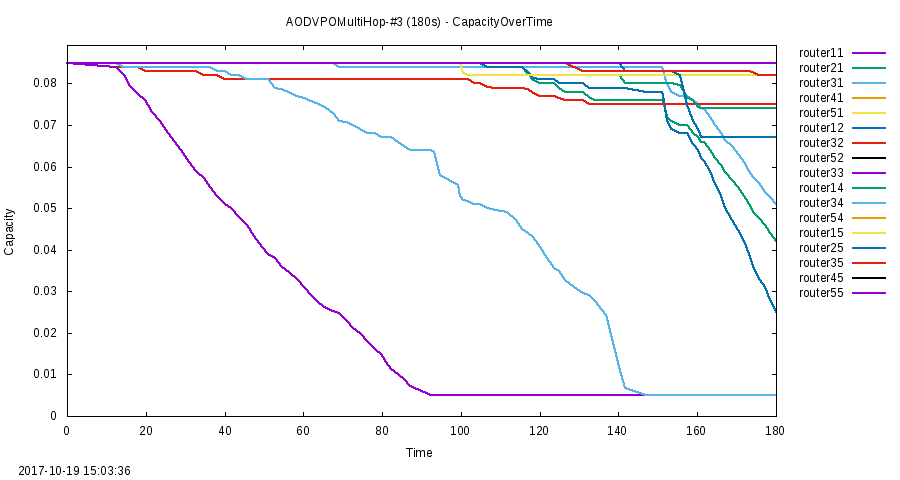 AODVPOMultiHop-#3 (180s) - CapacityOverTime
Capacity
0.08
0.07
0.06
0.05
0.04
0.03
0.02
0.01
0
0 20 40 60 80 100 120 140 160 180
Time
router11
router21
router31
router41
router51
router12
router32
router52
router33
router14
router34
router54
router15
router25
router35
router45
router55
2017-10-19 15:03:36